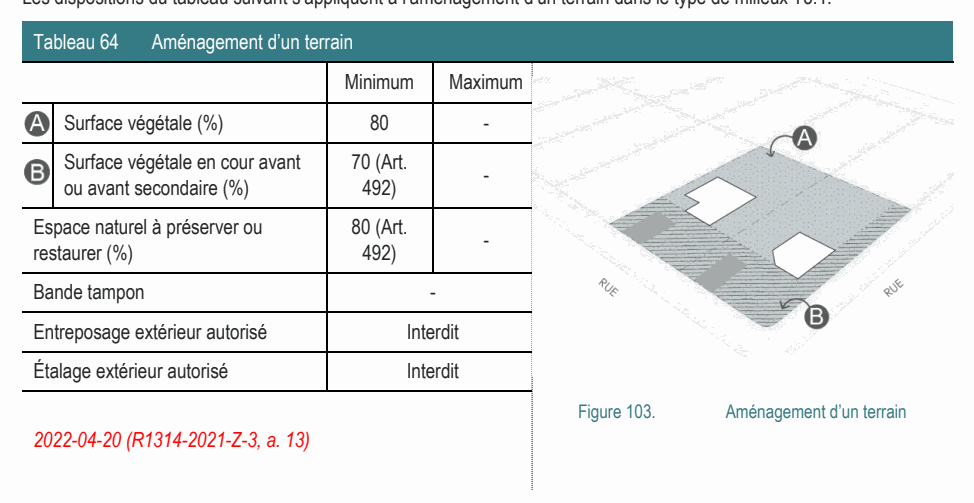 Les dispositions du tableau suivant s'appliquent à l'aménagement d'un terrain dans le type de milieux T3.1.
Tableau 64 Aménagement d'un terrain
Minimum Maximum
A Surface végétale (%) 80 -
B Surface végétale en cour avant
ou avant secondaire (%) 70 (Art.
492) -
Espace naturel à préserver ou
restaurer (%) 80 (Art.
492) -
Bande tampon -
Entreposage extérieur autorisé Interdit
Étalage extérieur autorisé Interdit
2022-04-20 (R1314-2021-Z-3, a. 13)
A
RUE
RUE
B
Figure 103. Aménagement d'un terrain